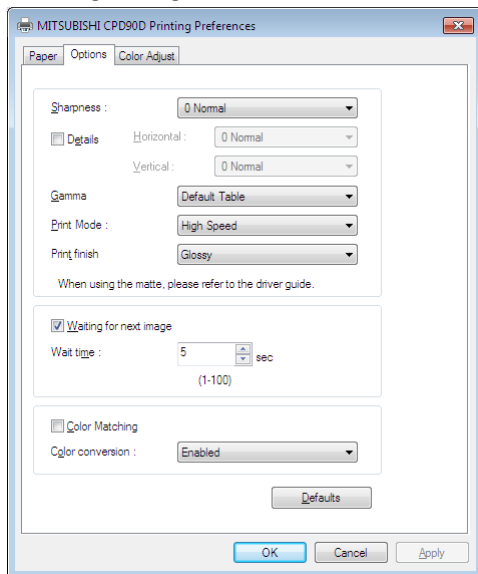 MITSUBISHI CPD90D Printing Preferences
Paper Options Color Adjust
Sharpness : 0 Normal
Details Horizontal : 0 Normal
Vertical : 0 Normal
Gamma Default Table
Print Mode : High Speed
Print finish Glossy
When using the matte, please refer to the driver guide.
Waiting for next image
Wait time : 5 sec
(1-100)
Color Matching
Color conversion : Enabled
Defaults
OK Cancel Apply